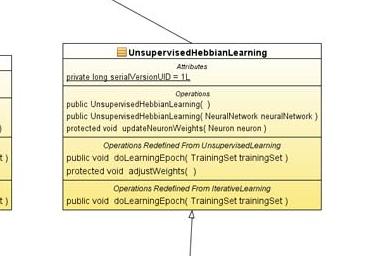 UnsupervisedHebbianLearning
Attributes
private long serialVersionUID = 1L
Operations
public UnsupervisedHebbianLearning( )
public UnsupervisedHebbianLearning( NeuralNetwork neuralNetwork )
protected void updateNeuronWeights( Neuron neuron )
Operations Redefined From UnsupervisedLearning
public void doLearningEpoch( TrainingSet trainingSet )
protected void adjustWeights( )
Operations Redefined From IterativeLearning
public void doLearningEpoch( TrainingSet trainingSet )